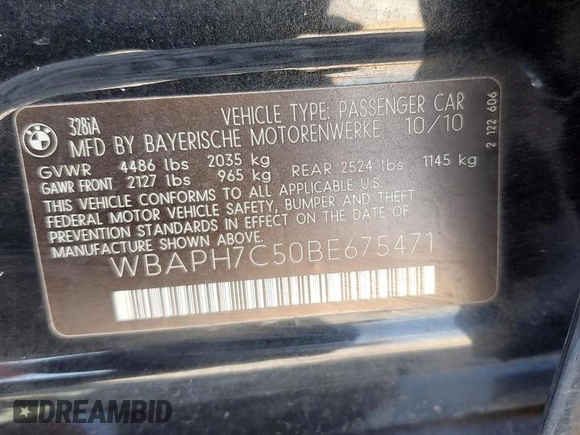 328iA
VEHICLE TYPE: PASSENGER CAR
MFD BY BAYERISCHE MOTORENWERKE 10/10
GVWR 4486 lbs 2035 kg
GAWR FRONT 2127 lbs 965 kg REAR 2524 lbs 1145 kg
THIS VEHICLE CONFORMS TO ALL APPLICABLE U.S.
FEDERAL MOTOR VEHICLE SAFETY, BUMPER AND THEFT
PREVENTION STANDARDS IN EFFECT ON THE DATE OF
MANUFACTURE SHOWN ABOVE.
WBAPH7C50BE675471
2 122 606
DREAMBID